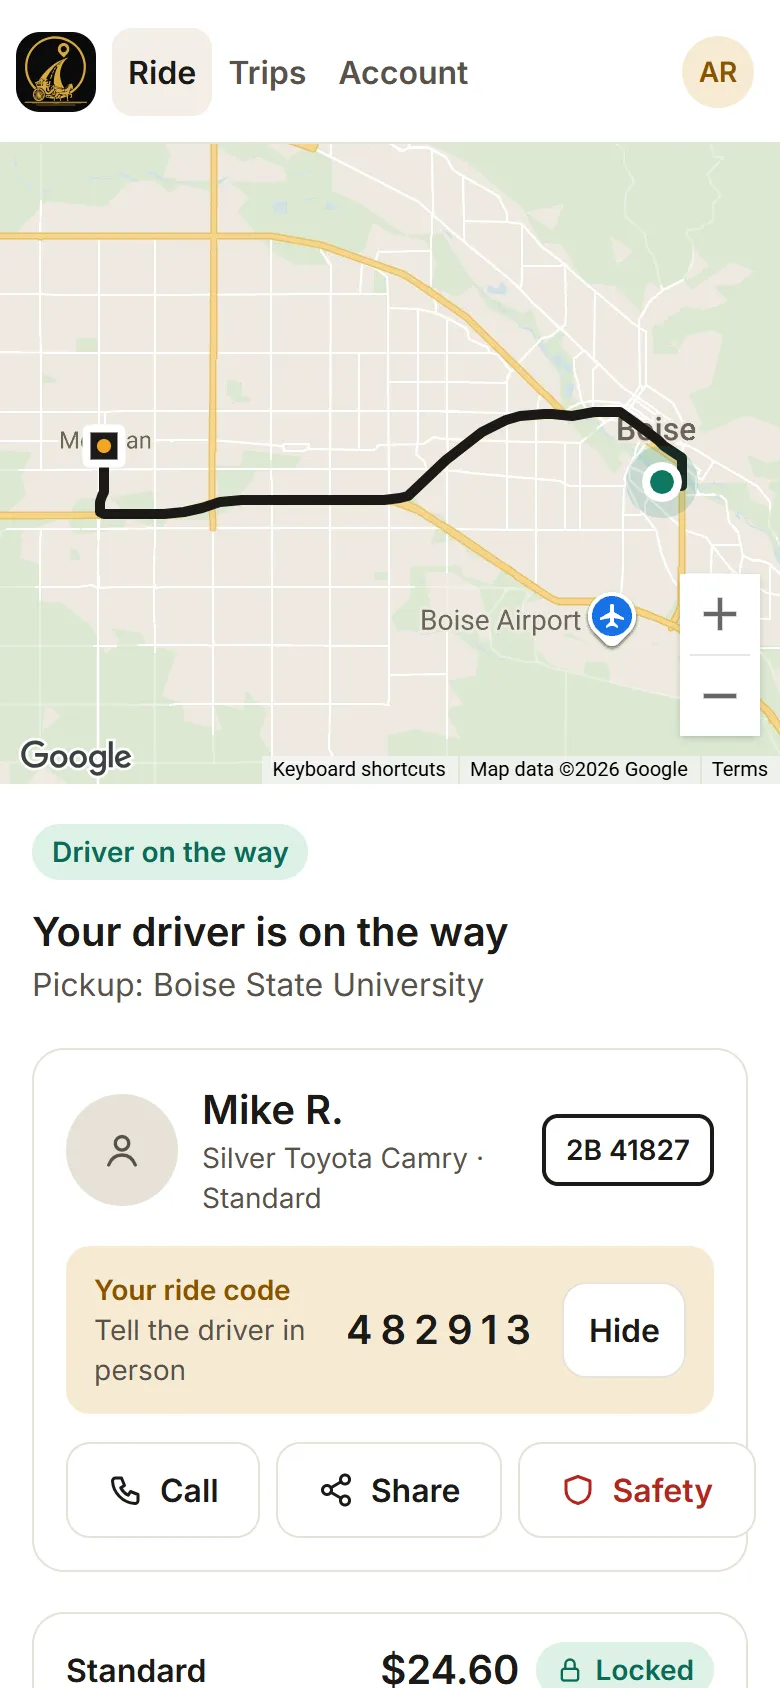 Ride Trips Account AR
Boise
Boise Airport
Google
Keyboard shortcuts Map data ©2026 Google Terms
Driver on the way
Your driver is on the way
Pickup: Boise State University
Mike R.
Silver Toyota Camry ·
Standard
2B 41827
Your ride code
Tell the driver in
person
482913
Hide
Call Share Safety
Standard $24.60 Locked